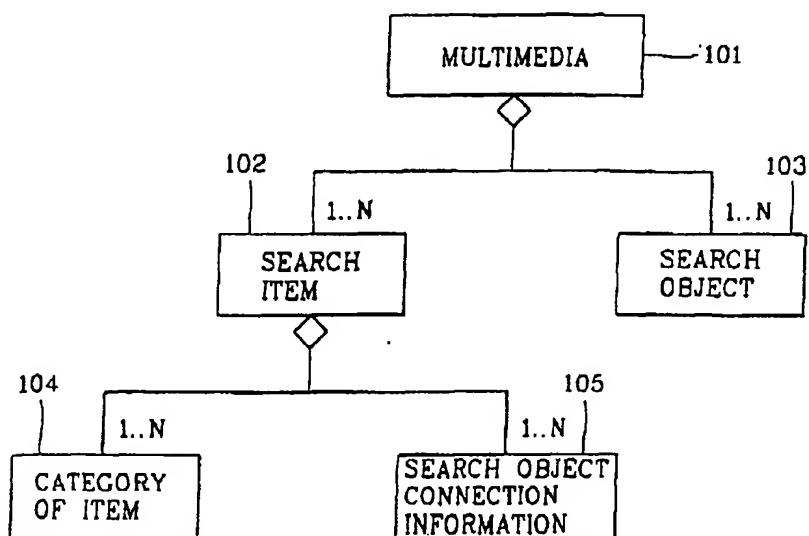 MULTIMEDIA
101
102
103
1..N
1..N
SEARCH
ITEM
SEARCH
OBJECT
104
105
1..N
1..N
CATEGORY
OF ITEM
SEARCH OBJECT
CONNECTION
INFORMATION